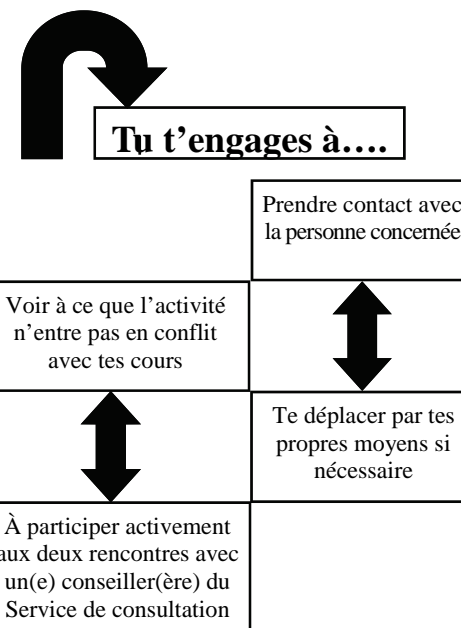 Tu t'engages à….
Prendre contact avec
la personne concernée
Voir à ce que l’activité
n’entre pas en conflit
avec tes cours
Te déplacer par tes
propres moyens si
nécessaire
À participer activement
aux deux rencontres avec
un(e) conseiller(ère) du
Service de consultation